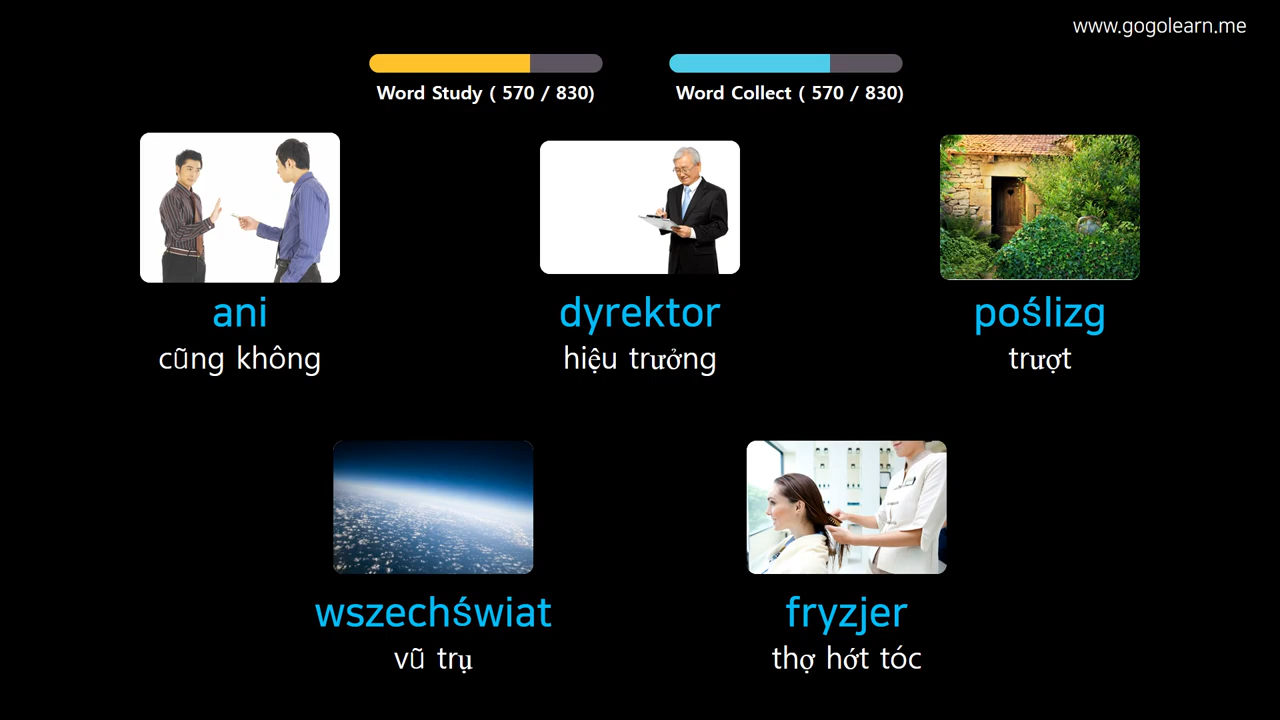 www.gogolearn.me
Word Study ( 570 / 830)
Word Collect ( 570 / 830)
ani
cũng không
dyrektor
hiệu trưởng
poślizg
trượt
wszechświat
vũ trụ
fryzjer
thợ hớt tóc